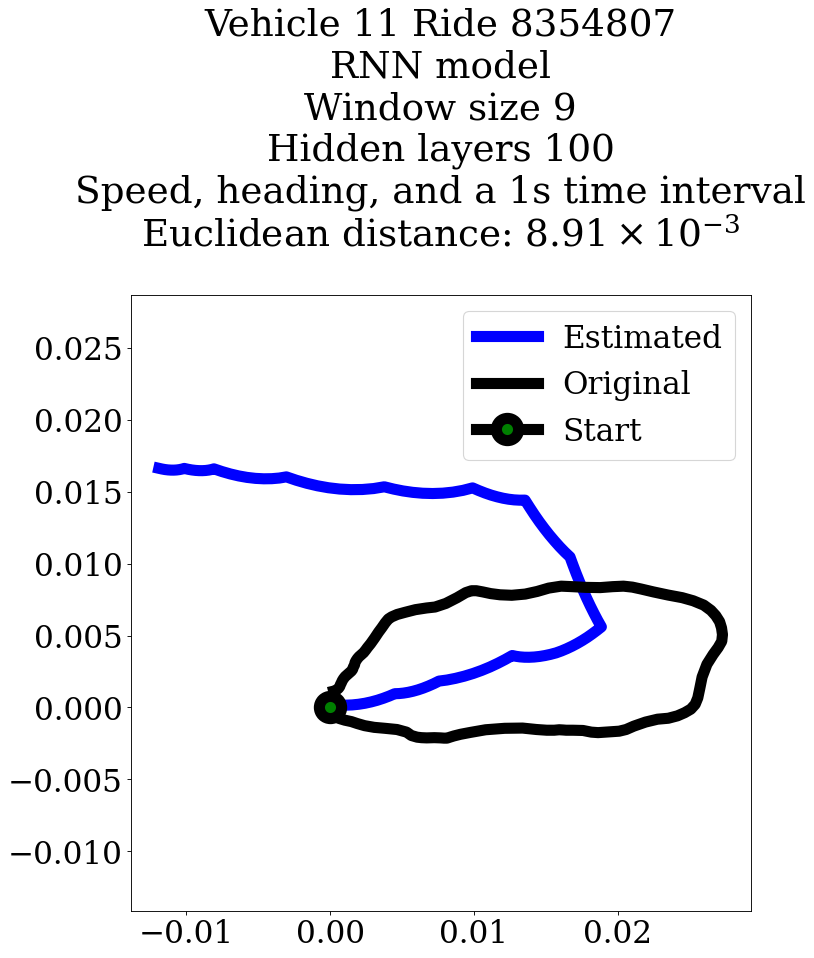 Vehicle 11 Ride 8354807
RNN model
Window size 9
Hidden layers 100
Speed, heading, and a 1s time interval
Euclidean distance: 8.91 × 10⁻³
Estimated
Original
Start
0.025
0.020
0.015
0.010
0.005
0.000
−0.005
−0.010
−0.01 0.00 0.01 0.02